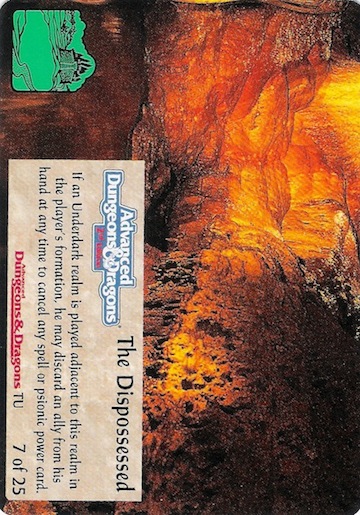 The Dispossessed
Advanced
Dungeons & Dragons
If an Underdark realm is played adjacent to this realm in
the player's formation, he may discard an ally from his
hand at any time to cancel any spell or psionic power card.
Advanced
Dungeons & Dragons TU 7 of 25